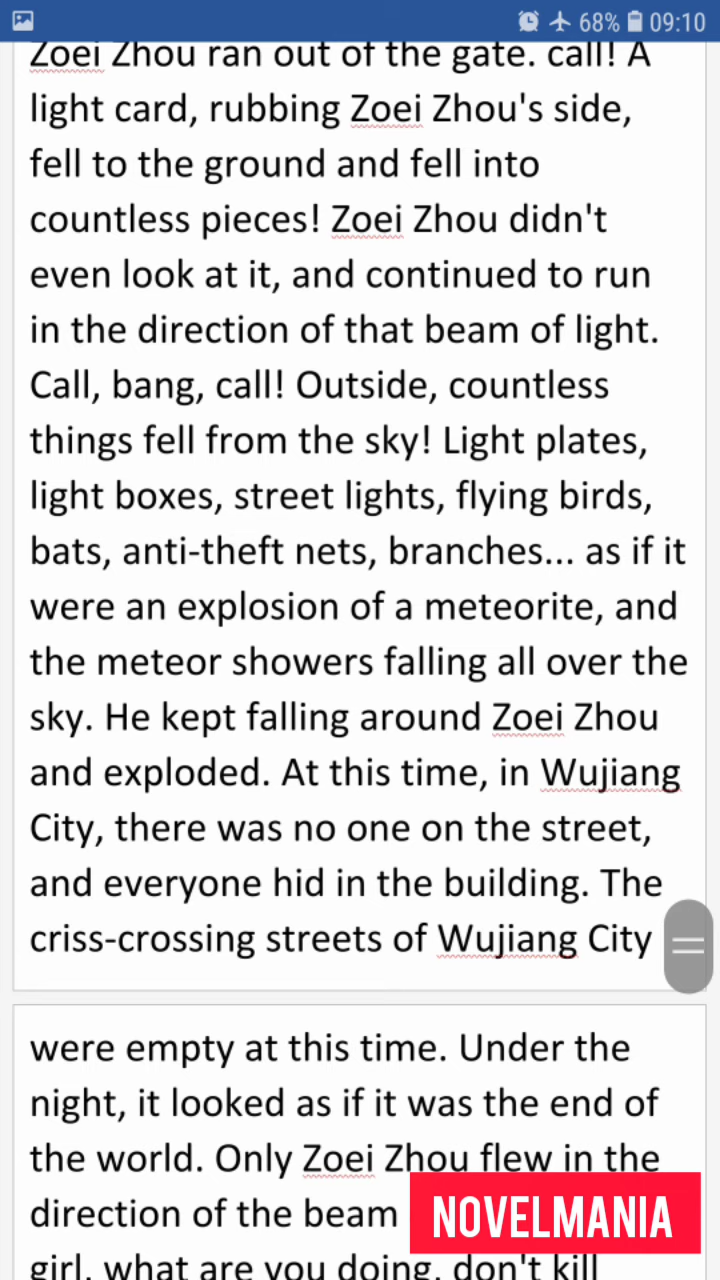 68% 09:10
Zoei Zhou ran out of the gate. call! A
light card, rubbing Zoei Zhou's side,
fell to the ground and fell into
countless pieces! Zoei Zhou didn't
even look at it, and continued to run
in the direction of that beam of light.
Call, bang, call! Outside, countless
things fell from the sky! Light plates,
light boxes, street lights, flying birds,
bats, anti-theft nets, branches... as if it
were an explosion of a meteorite, and
the meteor showers falling all over the
sky. He kept falling around Zoei Zhou
and exploded. At this time, in Wujiang
City, there was no one on the street,
and everyone hid in the building. The
criss-crossing streets of Wujiang City
were empty at this time. Under the
night, it looked as if it was the end of
the world. Only Zoei Zhou flew in the
direction of the beam
NOVELMANIA
girl, what are you doing, don't kill